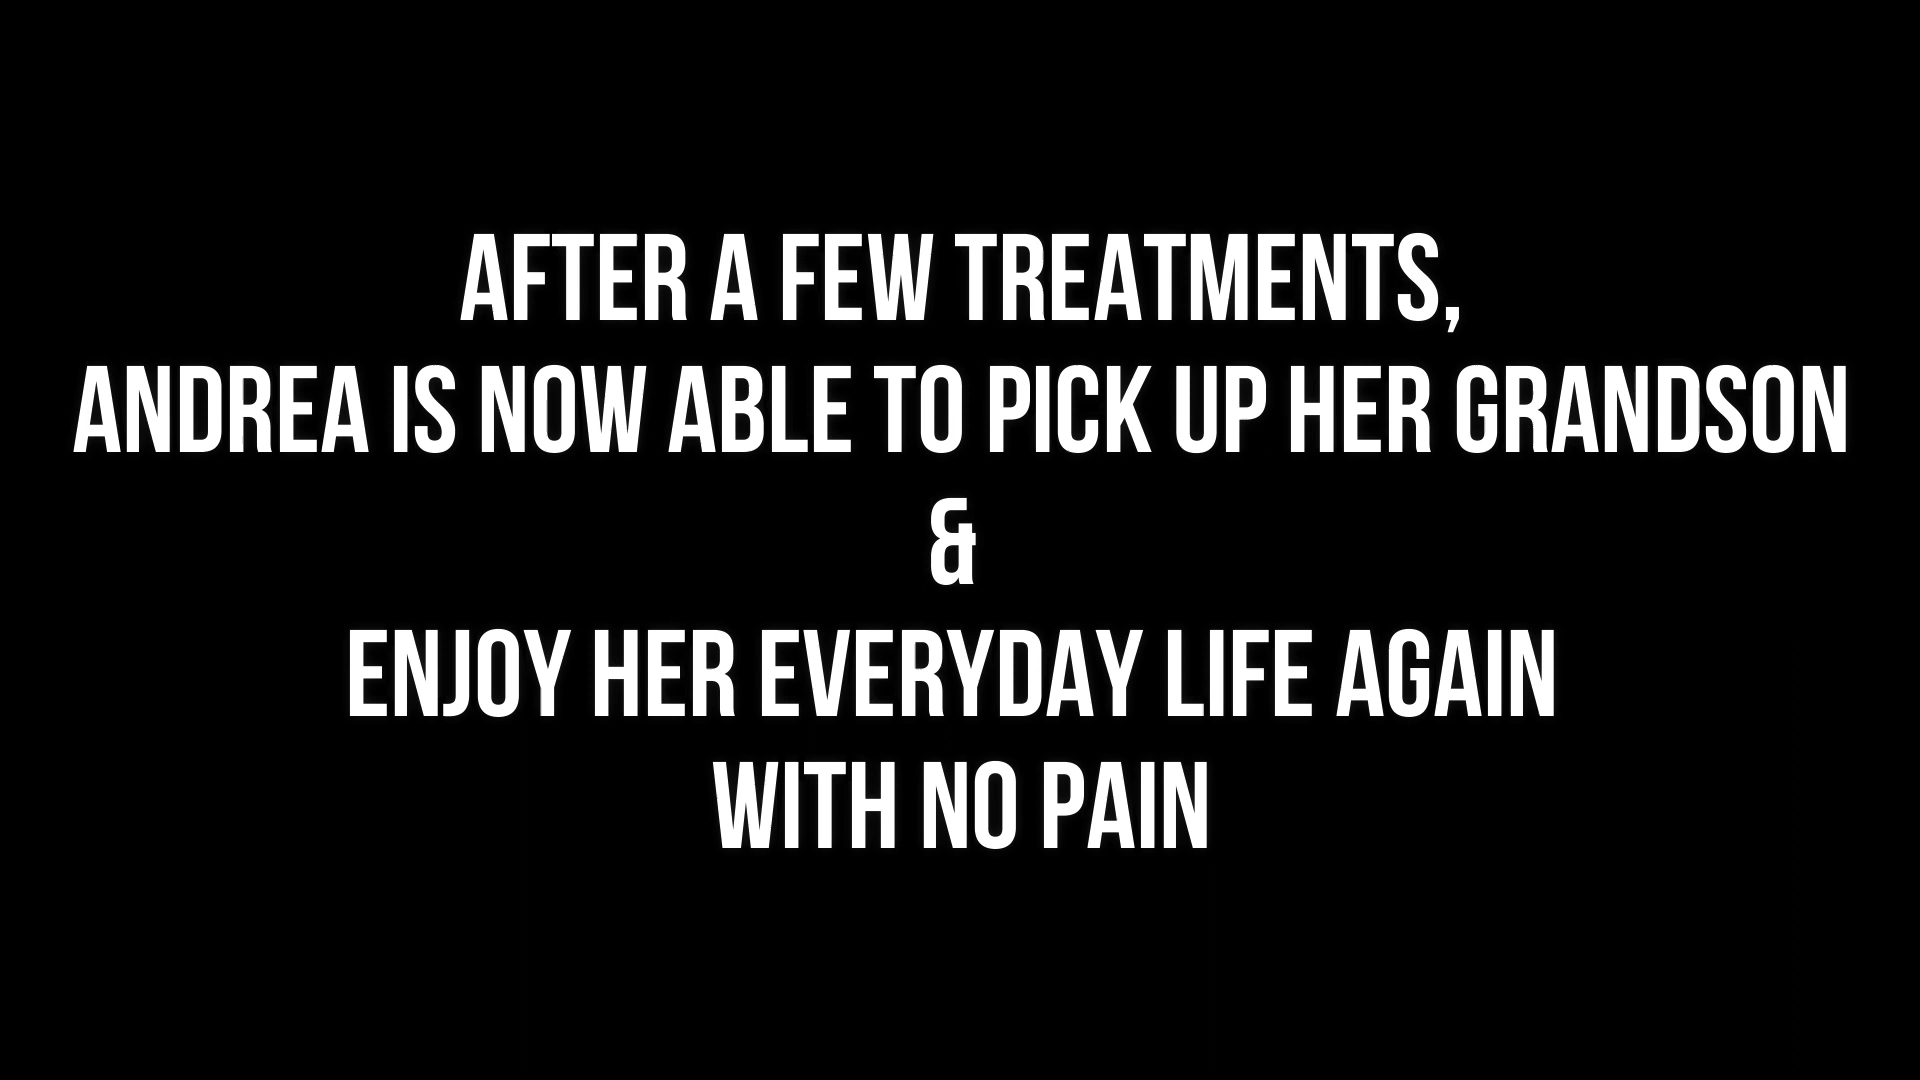 AFTER A FEW TREATMENTS,
ANDREA IS NOW ABLE TO PICK UP HER GRANDSON
&
ENJOY HER EVERYDAY LIFE AGAIN
WITH NO PAIN